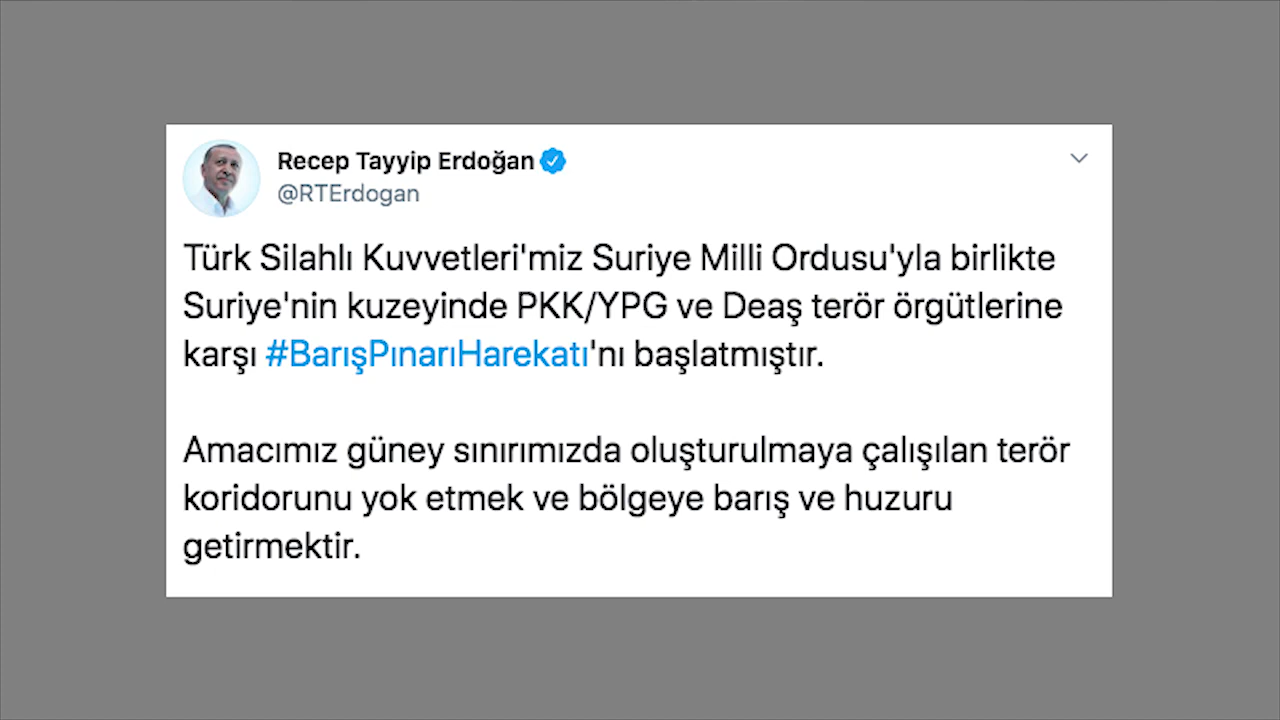 Recep Tayyip Erdoğan
@RTErdogan
Türk Silahlı Kuvvetleri'miz Suriye Milli Ordusu'yla birlikte
Suriye'nin kuzeyinde PKK/YPG ve Deaş terör örgütlerine
karşı #BarışPınarıHarekatı'nı başlatmıştır.
Amacımız güney sınırımızda oluşturulmaya çalışılan terör
koridorunu yok etmek ve bölgeye barış ve huzuru
getirmektir.